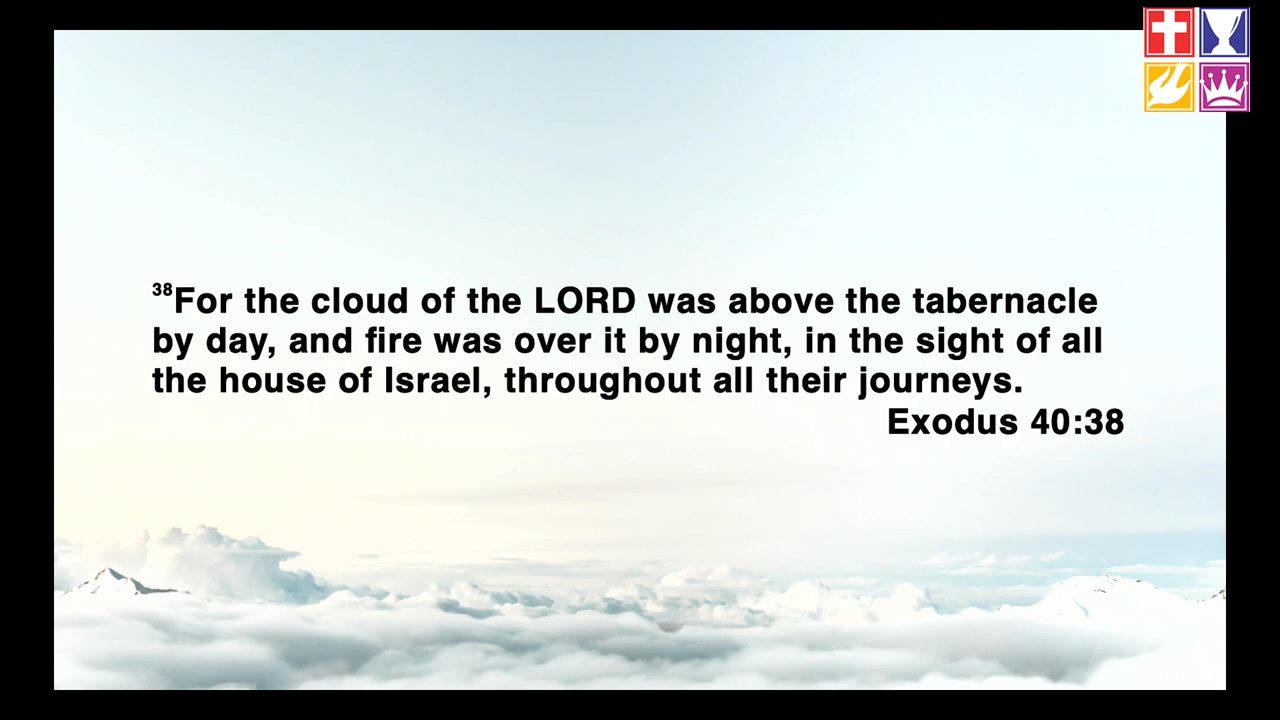 38For the cloud of the LORD was above the tabernacle
by day, and fire was over it by night, in the sight of all
the house of Israel, throughout all their journeys.
Exodus 40:38